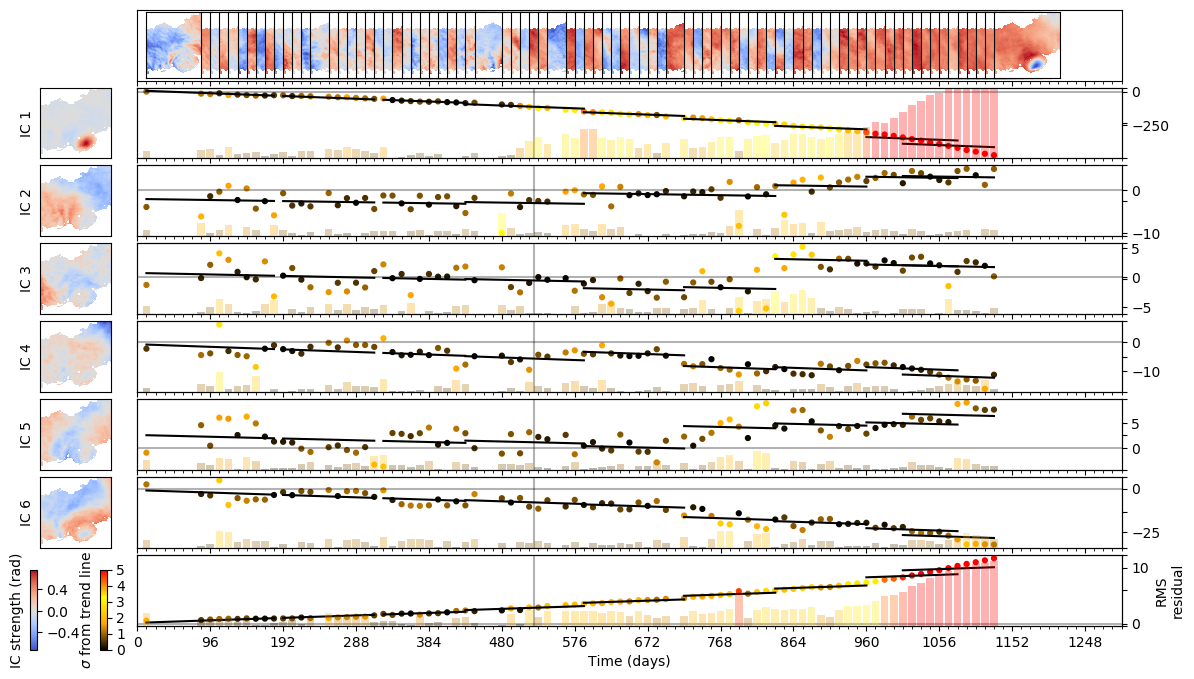 IC 1
0
−250
IC 2
0
−10
IC 3
5
0
−5
IC 4
0
−10
IC 5
5
0
IC 6
0
−25
IC strength (rad)
0.4
0.0
−0.4
σ from trend line
5
4
3
2
1
0
10
0
RMS
residual
0 96 192 288 384 480 576 672 768 864 960 1056 1152 1248
Time (days)